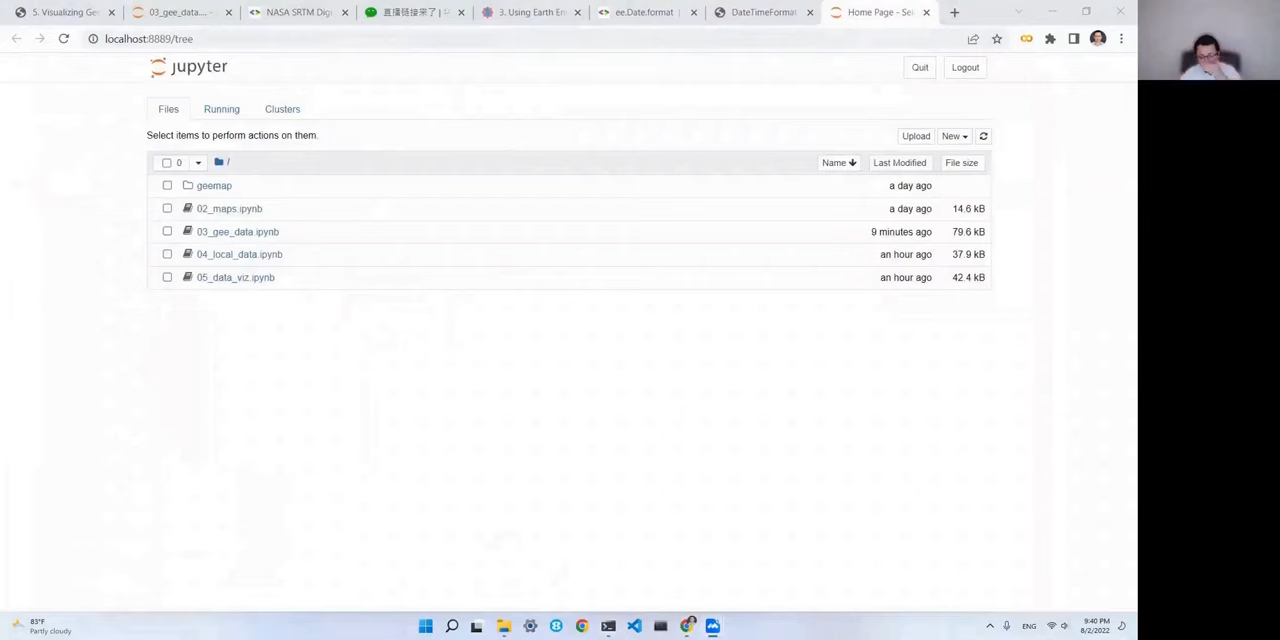 5. Visualizing Ge
03_gee_data....
NASA SRTM Dig
直播链接来了 |
3. Using Earth En
ee.Date.format
DateTimeFormat
Home Page - Sel
localhost:8889/tree
jupyter
Quit
Logout
Files
Running
Clusters
Select items to perform actions on them.
Upload
New
0
/
Name
Last Modified
File size
geemap
a day ago
02_maps.ipynb
a day ago
14.6 kB
03_gee_data.ipynb
9 minutes ago
79.6 kB
04_local_data.ipynb
an hour ago
37.9 kB
05_data_viz.ipynb
an hour ago
42.4 kB
83°F
Partly cloudy
ENG
9:40 PM
8/2/2022